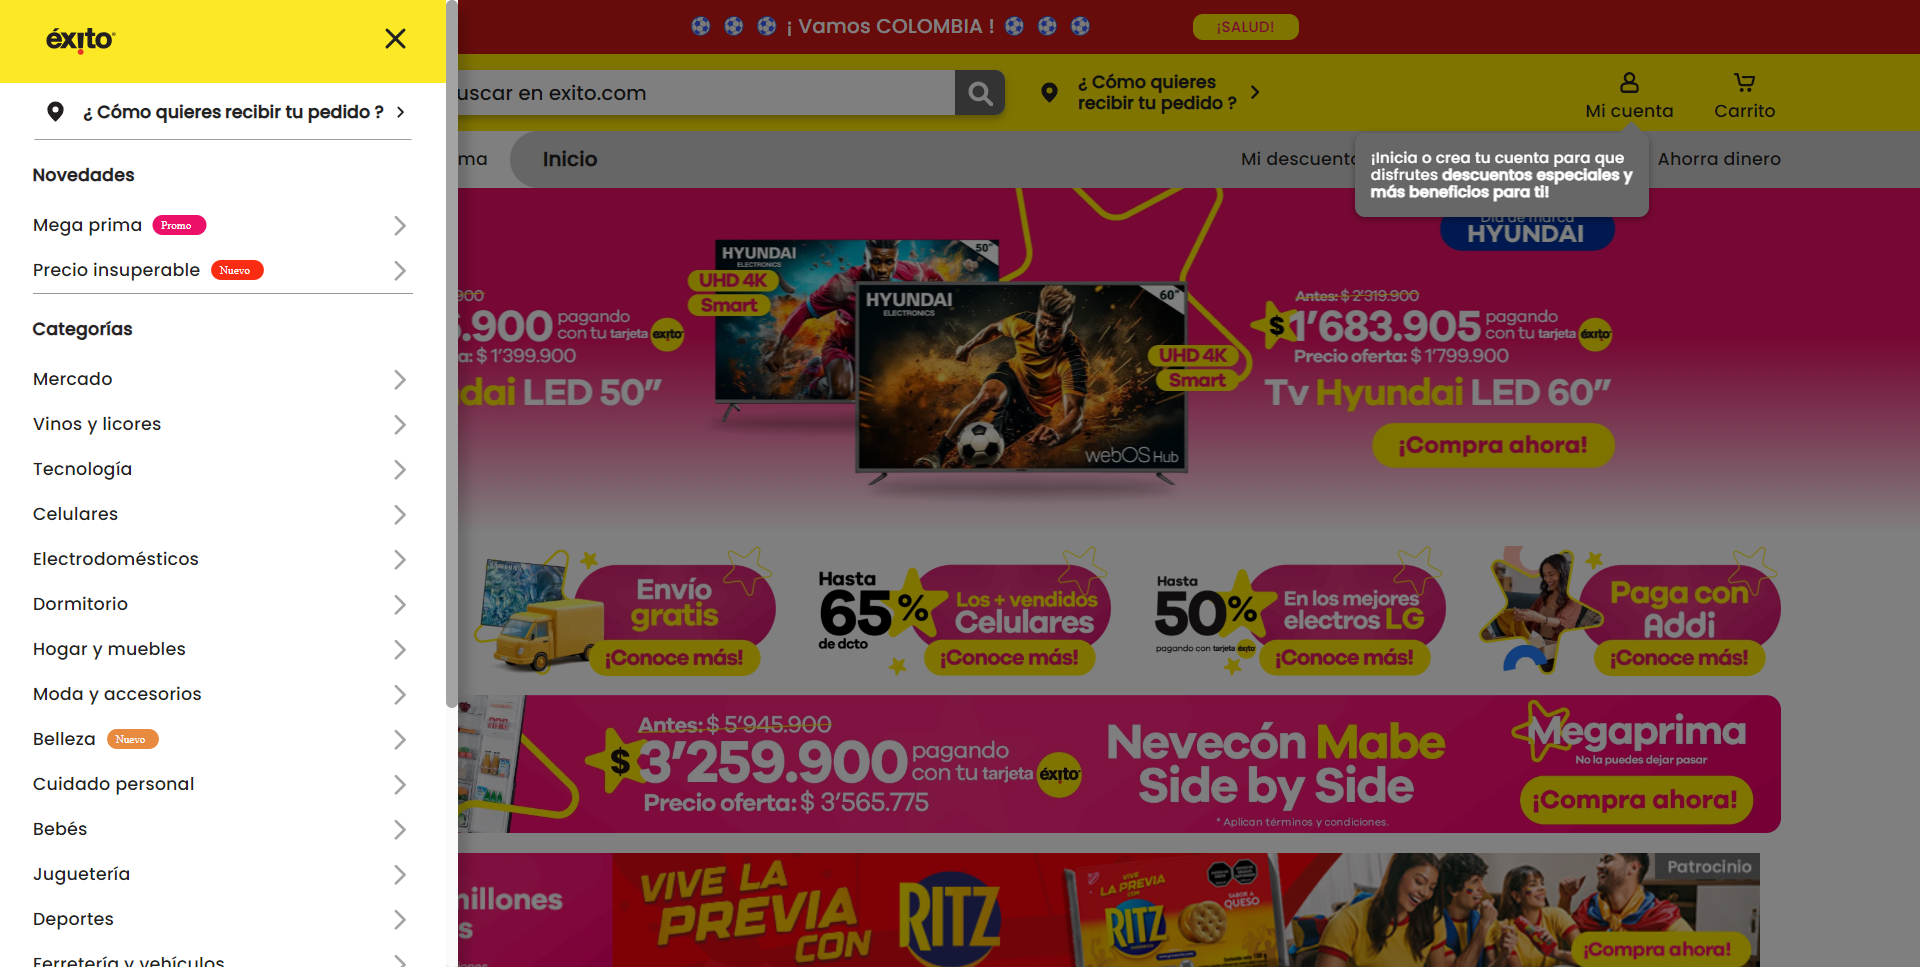 éxito
¿ Cómo quieres recibir tu pedido ?
Novedades
Mega prima Promo
Precio insuperable Nuevo
Categorías
Mercado
Vinos y licores
Tecnología
Celulares
Electrodomésticos
Dormitorio
Hogar y muebles
Moda y accesorios
Belleza Nuevo
Cuidado personal
Bebés
Juguetería
Deportes
Ferretería y vehículos
¡ Vamos COLOMBIA !
¡SALUD!
uscar en exito.com
¿ Cómo quieres
recibir tu pedido ?
Mi cuenta
Carrito
ma
Inicio
Mi descuento
Ahorra dinero
¡Inicia o crea tu cuenta para que
disfrutes descuentos especiales y
más beneficios para ti!
Día de marca
HYUNDAI
900
.900 pagando
con tu tarjeta éxito
a: $ 1'399.900
dai LED 50”
HYUNDAI
ELECTRONICS
50"
UHD 4K
Smart
HYUNDAI
ELECTRONICS
60"
webOS Hub
UHD 4K
Smart
Antes: $ 2'319.900
$1'683.905 pagando
con tu tarjeta éxito
Precio oferta: $ 1'799.900
Tv Hyundai LED 60”
¡Compra ahora!
SAMSUNG
Envío
gratis
¡Conoce más!
Hasta
65%
de dcto
Los + vendidos
Celulares
¡Conoce más!
Hasta
50%
pagando con tarjeta éxito
En los mejores
electros LG
¡Conoce más!
Paga con
Addi
¡Conoce más!
Antes: $ 5'945.900
$3'259.900 pagando
con tu tarjeta éxito
Precio oferta: $ 3'565.775
Nevecón Mabe
Side by Side
* Aplican términos y condiciones.
Megaprima
No la puedes dejar pasar
¡Compra ahora!
illones
s
iones
VIVE LA
PREVIA
CON
RITZ
VIVE
LA PREVIA
CON
RITZ
SABOR A
QUESO
Patrocinio
¡Compra ahora!